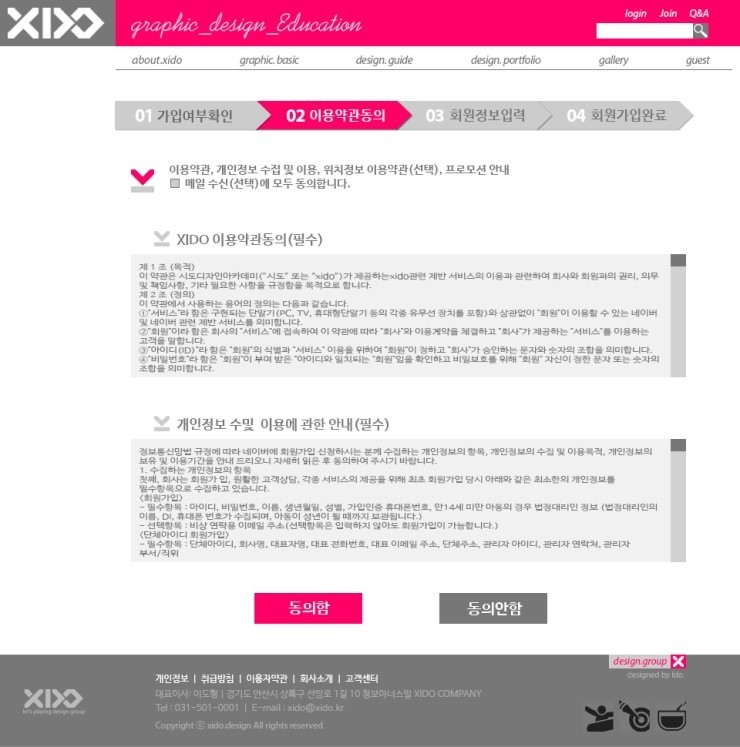 XIDO
graphic_design_Education
login Join Q&A
about.xido graphic.basic design.guide design.portfolio gallery guest
01 가입여부확인 02 이용약관동의 03 회원정보입력 04 회원가입완료
이용약관, 개인정보 수집 및 이용, 위치정보 이용약관(선택), 프로모션 안내
메일 수신(선택)에 모두 동의합니다.
XIDO 이용약관동의(필수)
제 1 조 (목적)
이 약관은 시도디자인아카데미("시도" 또는 "xido")가 제공하는xido관련 제반 서비스의 이용과 관련하여 회사와 회원과의 권리, 의무
및 책임사항, 기타 필요한 사항을 규정함을 목적으로 합니다.
제 2 조 (정의)
이 약관에서 사용하는 용어의 정의는 다음과 같습니다.
①"서비스"라 함은 구현되는 단말기(PC, TV, 휴대형단말기 등의 각종 유무선 장치를 포함)와 상관없이 "회원"이 이용할 수 있는 네이버
및 네이버 관련 제반 서비스를 의미합니다.
②"회원"이라 함은 회사의 "서비스"에 접속하여 이 약관에 따라 "회사"와 이용계약을 체결하고 "회사"가 제공하는 "서비스"를 이용하는
고객을 말합니다.
③"아이디(ID)"라 함은 "회원"의 식별과 "서비스" 이용을 위하여 "회원"이 정하고 "회사"가 승인하는 문자와 숫자의 조합을 의미합니다.
④"비밀번호"라 함은 "회원"이 부여 받은 "아이디와 일치되는 "회원"임을 확인하고 비밀보호를 위해 "회원" 자신이 정한 문자 또는 숫자의
조합을 의미합니다.
개인정보 수및 이용에 관한 안내(필수)
정보통신망법 규정에 따라 네이버에 회원가입 신청하시는 분께 수집하는 개인정보의 항목, 개인정보의 수집 및 이용목적, 개인정보의
보유 및 이용기간을 안내 드리오니 자세히 읽은 후 동의하여 주시기 바랍니다.
1. 수집하는 개인정보의 항목
첫째, 회사는 회원가 입, 원활한 고객상담, 각종 서비스의 제공을 위해 최초 회원가입 당시 아래와 같은 최소한의 개인정보를
필수항목으로 수집하고 있습니다.
<회원가입>
- 필수항목 : 아이디, 비밀번호, 이름, 생년월일, 성별, 가입인증 휴대폰번호, 만14세 미만 아동의 경우 법정대리인 정보 (법정대리인의
이름, DI, 휴대폰 번호가 수집되며, 아동이 성년이 될 때까지 보관됩니다.)
- 선택항목 : 비상 연락용 이메일 주소(선택항목은 입력하지 않아도 회원가입이 가능합니다.)
<단체아이디 회원가입>
- 필수항목 : 단체아이디, 회사명, 대표자명, 대표 전화번호, 대표 이메일 주소, 단체주소, 관리자 아이디, 관리자 연락처, 관리자
부서/직위
동의함 동의안함
design.group X
designed by Ido.
개인정보 | 취급방침 | 이용자약관 | 회사소개 | 고객센터
대표이사: 이도형 | 경기도 안산시 상록구 선암로 1길 10 형보마너스빌 XIDO COMPANY
Tel : 031-501-0001 | E-mail : xido@xido.kr
Copyright ⓒ xido.design All rights reserved
XIDO
let's playing design group